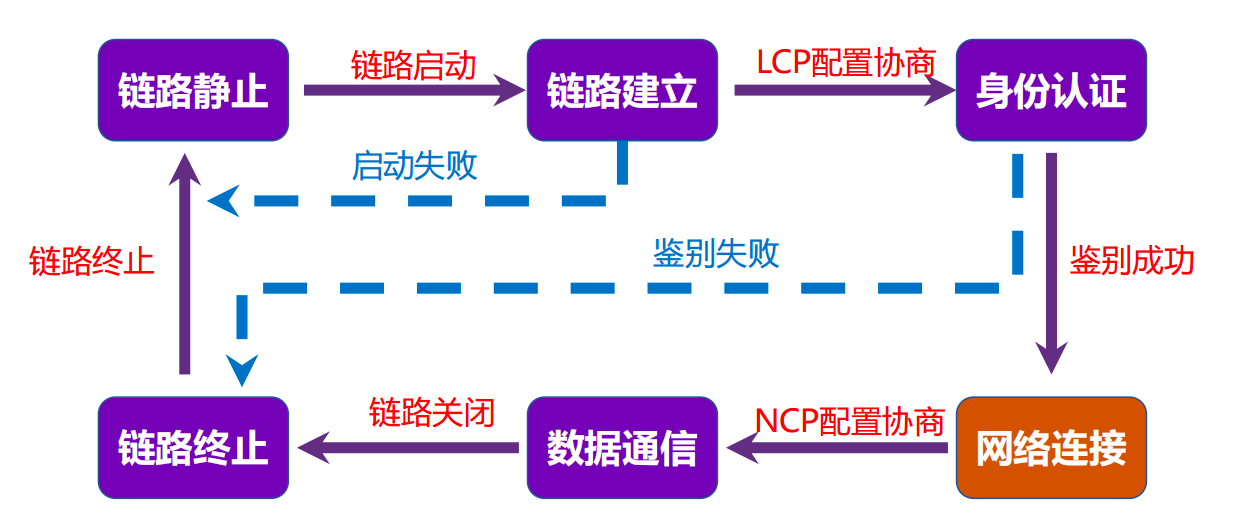 链路静止
链路启动
链路建立
LCP配置协商
身份认证
启动失败
链路终止
鉴别失败
鉴别成功
链路终止
链路关闭
数据通信
NCP配置协商
网络连接